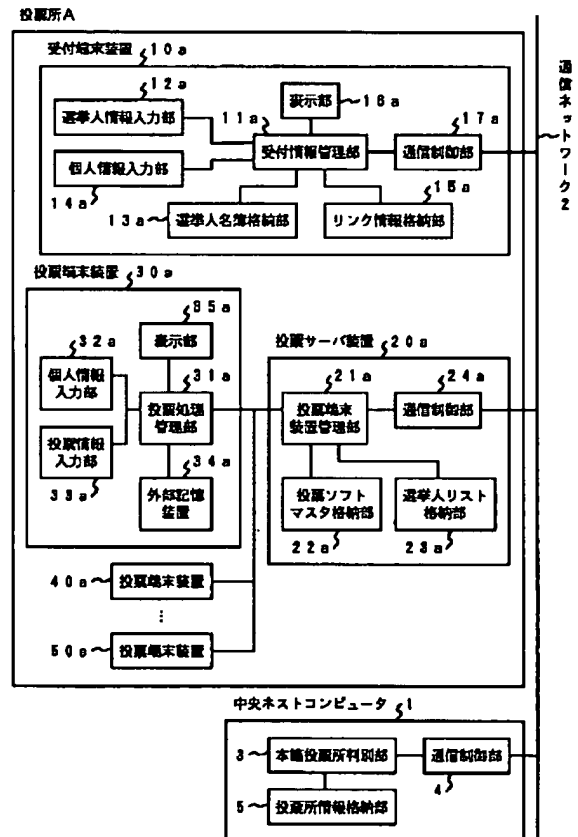 投票所A
受付端末装置 10a
12a
選挙人情報入力部
表示部 16a
11a
受付情報管理部
17a
通信制御部
個人情報入力部
14a
13a 選挙人名簿格納部
15a
リンク情報格納部
通信ネットワーク2
投票端末装置 30a
35a
表示部
32a
個人情報
入力部
31a
投票処理
管理部
投票情報
入力部
33a
34a
外部記憶
装置
投票サーバ装置 20a
21a
投票端末
装置管理部
24a
通信制御部
投票ソフト
マスタ格納部
22a
選挙人リスト
格納部
23a
40a 投票端末装置
⋮
50a 投票端末装置
中央ホストコンピュータ 1
3 本籍投票所判別部
通信制御部
4
5 投票所情報格納部